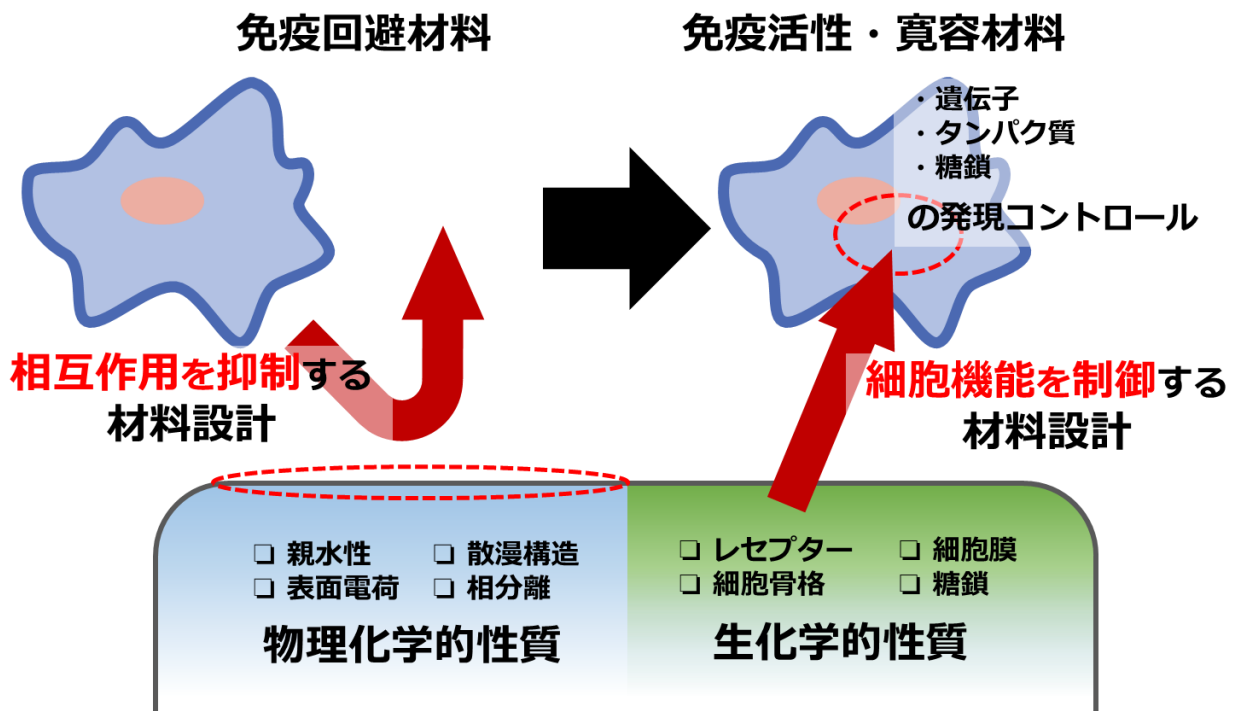 免疫回避材料
免疫活性・寛容材料
・遺伝子
・タンパク質
・糖鎖
の発現コントロール
相互作用を抑制する
材料設計
細胞機能を制御する
材料設計
❏ 親水性 ❏ 散漫構造
❏ 表面電荷 ❏ 相分離
物理化学的性質
❏ レセプター ❏ 細胞膜
❏ 細胞骨格 ❏ 糖鎖
生化学的性質